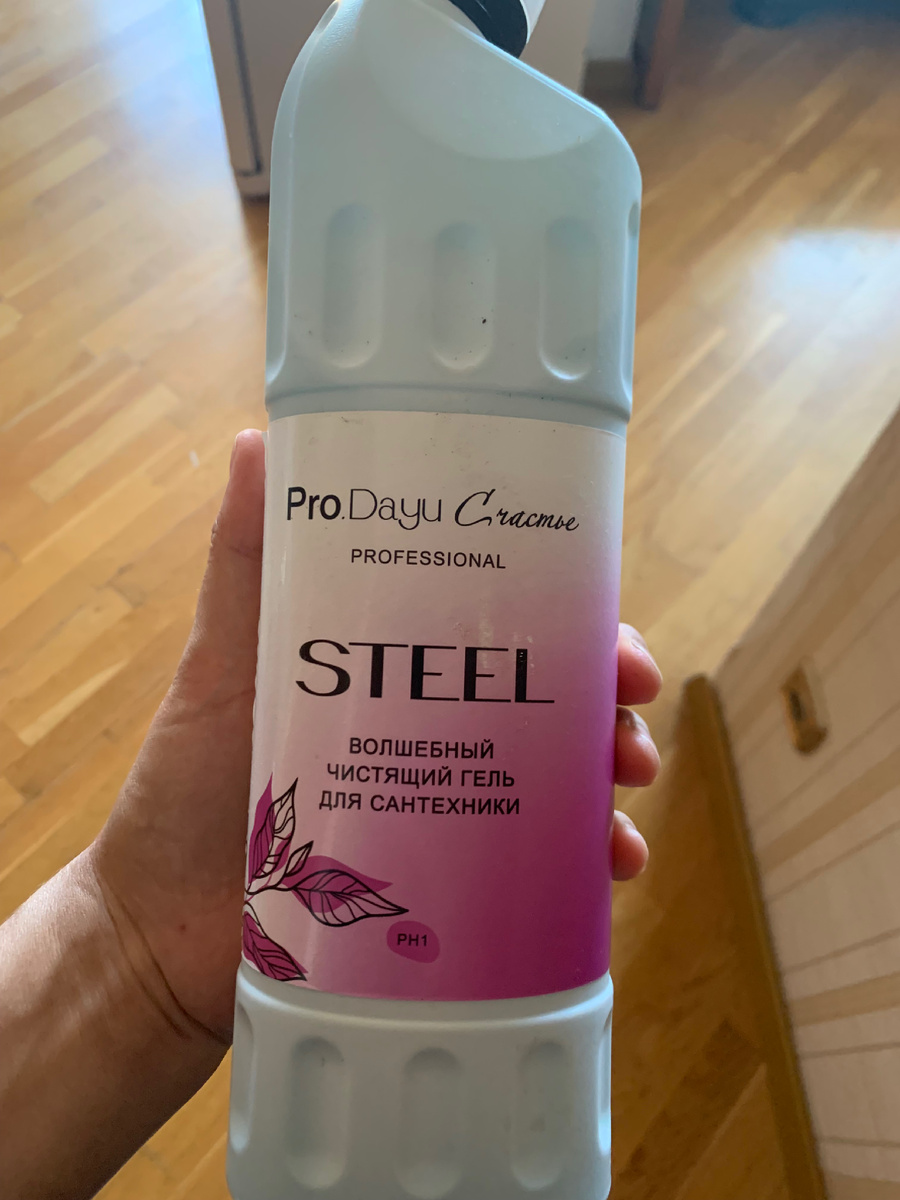 Pro.Dayu Счастье
PROFESSIONAL
STEEL
ВОЛШЕБНЫЙ
ЧИСТЯЩИЙ ГЕЛЬ
ДЛЯ САНТЕХНИКИ
PH1